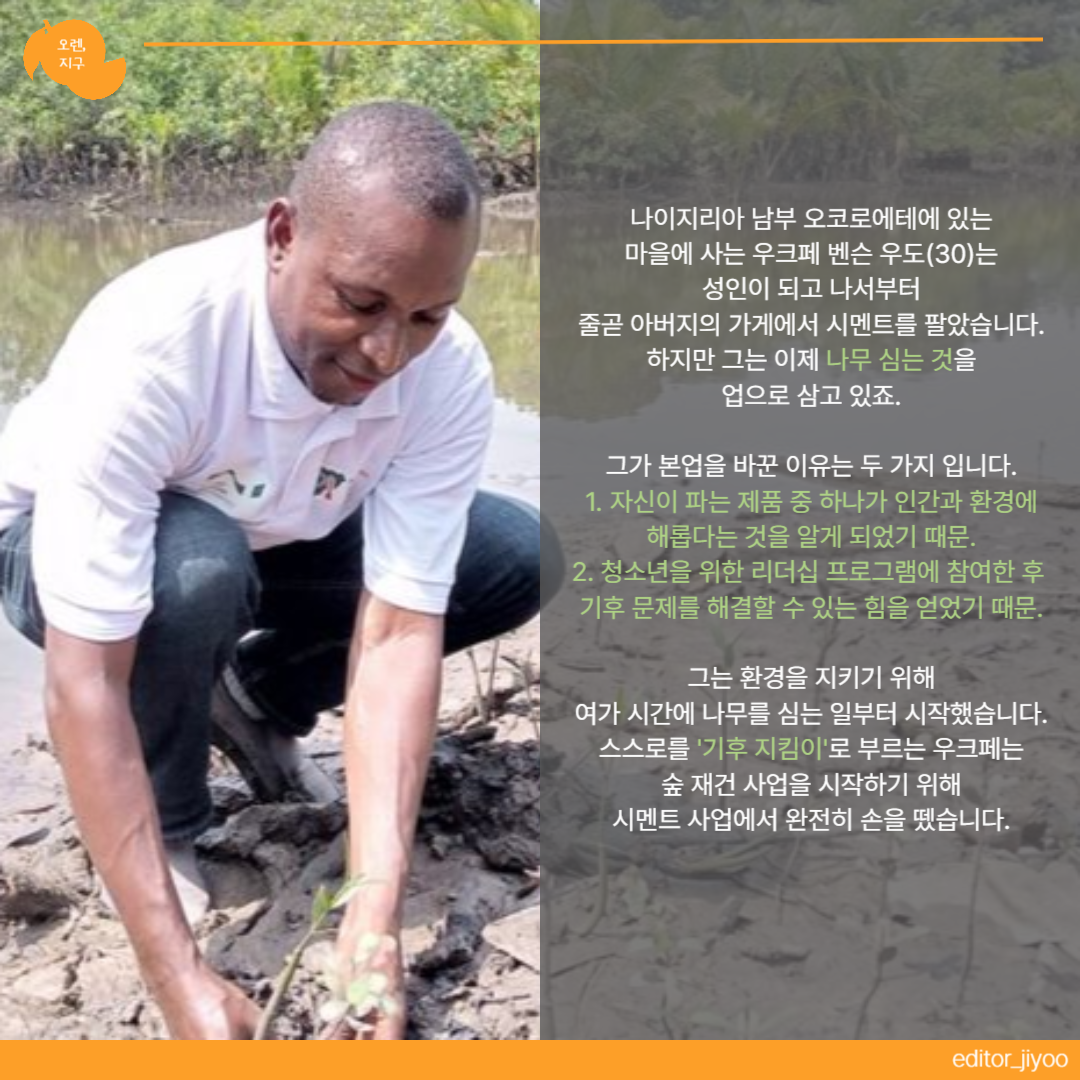 오렌,
지구
나이지리아 남부 오코로에테에 있는
마을에 사는 우크페 벤슨 우도(30)는
성인이 되고 나서부터
줄곧 아버지의 가게에서 시멘트를 팔았습니다.
하지만 그는 이제 나무 심는 것을
업으로 삼고 있죠.
그가 본업을 바꾼 이유는 두 가지 입니다.
1. 자신이 파는 제품 중 하나가 인간과 환경에
해롭다는 것을 알게 되었기 때문.
2. 청소년을 위한 리더십 프로그램에 참여한 후
기후 문제를 해결할 수 있는 힘을 얻었기 때문.
그는 환경을 지키기 위해
여가 시간에 나무를 심는 일부터 시작했습니다.
스스로를 '기후 지킴이'로 부르는 우크페는
숲 재건 사업을 시작하기 위해
시멘트 사업에서 완전히 손을 뗐습니다.
editor_jiyoo